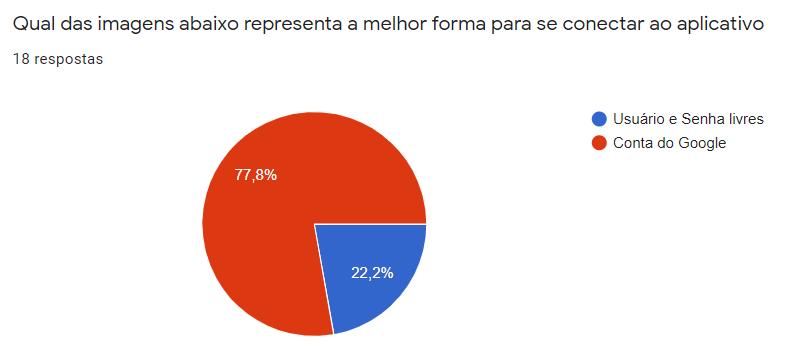 Qual das imagens abaixo representa a melhor forma para se conectar ao aplicativo
18 respostas
Usuário e Senha livres
Conta do Google
77,8%
22,2%